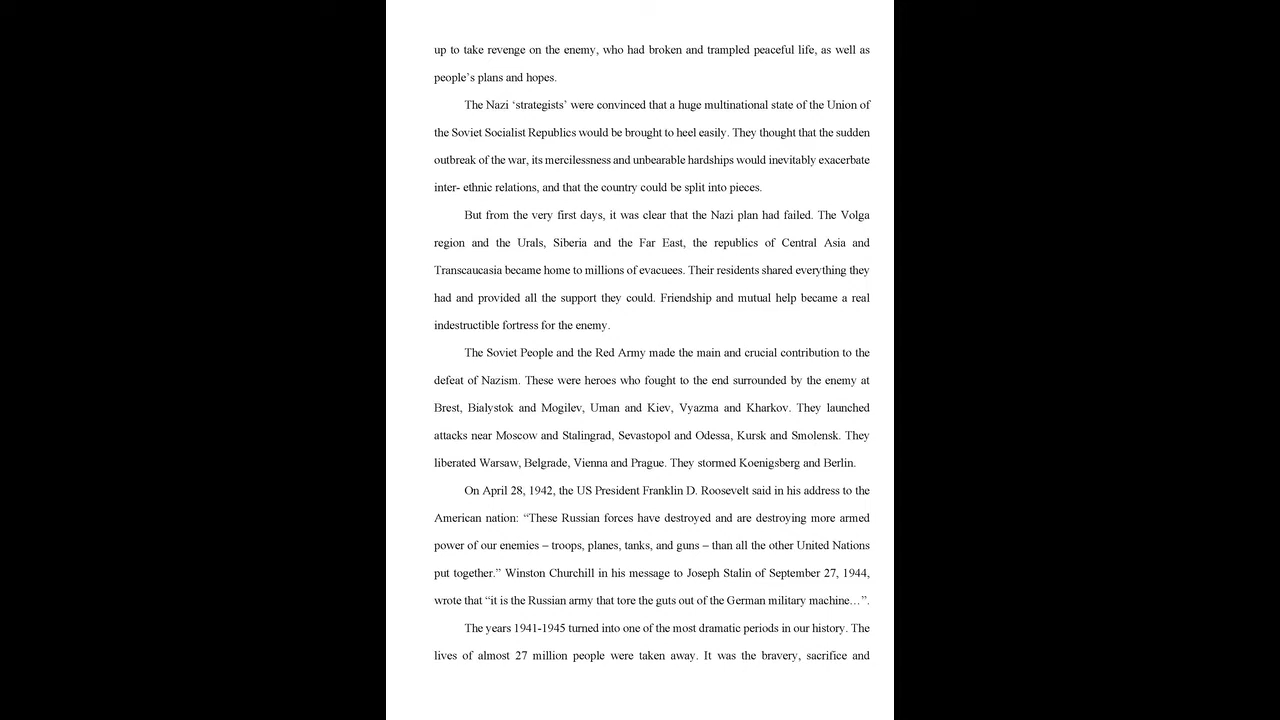 up to take revenge on the enemy, who had broken and trampled peaceful life, as well as
people’s plans and hopes.
The Nazi ‘strategists’ were convinced that a huge multinational state of the Union of
the Soviet Socialist Republics would be brought to heel easily. They thought that the sudden
outbreak of the war, its mercilessness and unbearable hardships would inevitably exacerbate
inter- ethnic relations, and that the country could be split into pieces.
But from the very first days, it was clear that the Nazi plan had failed. The Volga
region and the Urals, Siberia and the Far East, the republics of Central Asia and
Transcaucasia became home to millions of evacuees. Their residents shared everything they
had and provided all the support they could. Friendship and mutual help became a real
indestructible fortress for the enemy.
The Soviet People and the Red Army made the main and crucial contribution to the
defeat of Nazism. These were heroes who fought to the end surrounded by the enemy at
Brest, Bialystok and Mogilev, Uman and Kiev, Vyazma and Kharkov. They launched
attacks near Moscow and Stalingrad, Sevastopol and Odessa, Kursk and Smolensk. They
liberated Warsaw, Belgrade, Vienna and Prague. They stormed Koenigsberg and Berlin.
On April 28, 1942, the US President Franklin D. Roosevelt said in his address to the
American nation: “These Russian forces have destroyed and are destroying more armed
power of our enemies – troops, planes, tanks, and guns – than all the other United Nations
put together.” Winston Churchill in his message to Joseph Stalin of September 27, 1944,
wrote that “it is the Russian army that tore the guts out of the German military machine…”.
The years 1941-1945 turned into one of the most dramatic periods in our history. The
lives of almost 27 million people were taken away. It was the bravery, sacrifice and